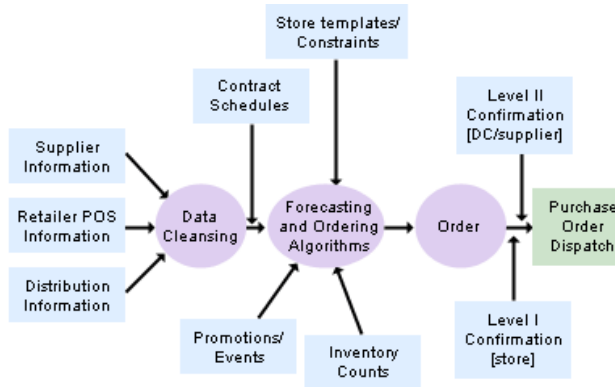 Store templates/
Constraints
Contract
Schedules
Level II
Confirmation
[DC/supplier]
Supplier
Information
Retailer POS
Information
Data
Cleansing
Forecasting
and Ordering
Algorithms
Order
Purchase
Order
Dispatch
Distribution
Information
Promotions/
Events
Inventory
Counts
Level I
Confirmation
[store]